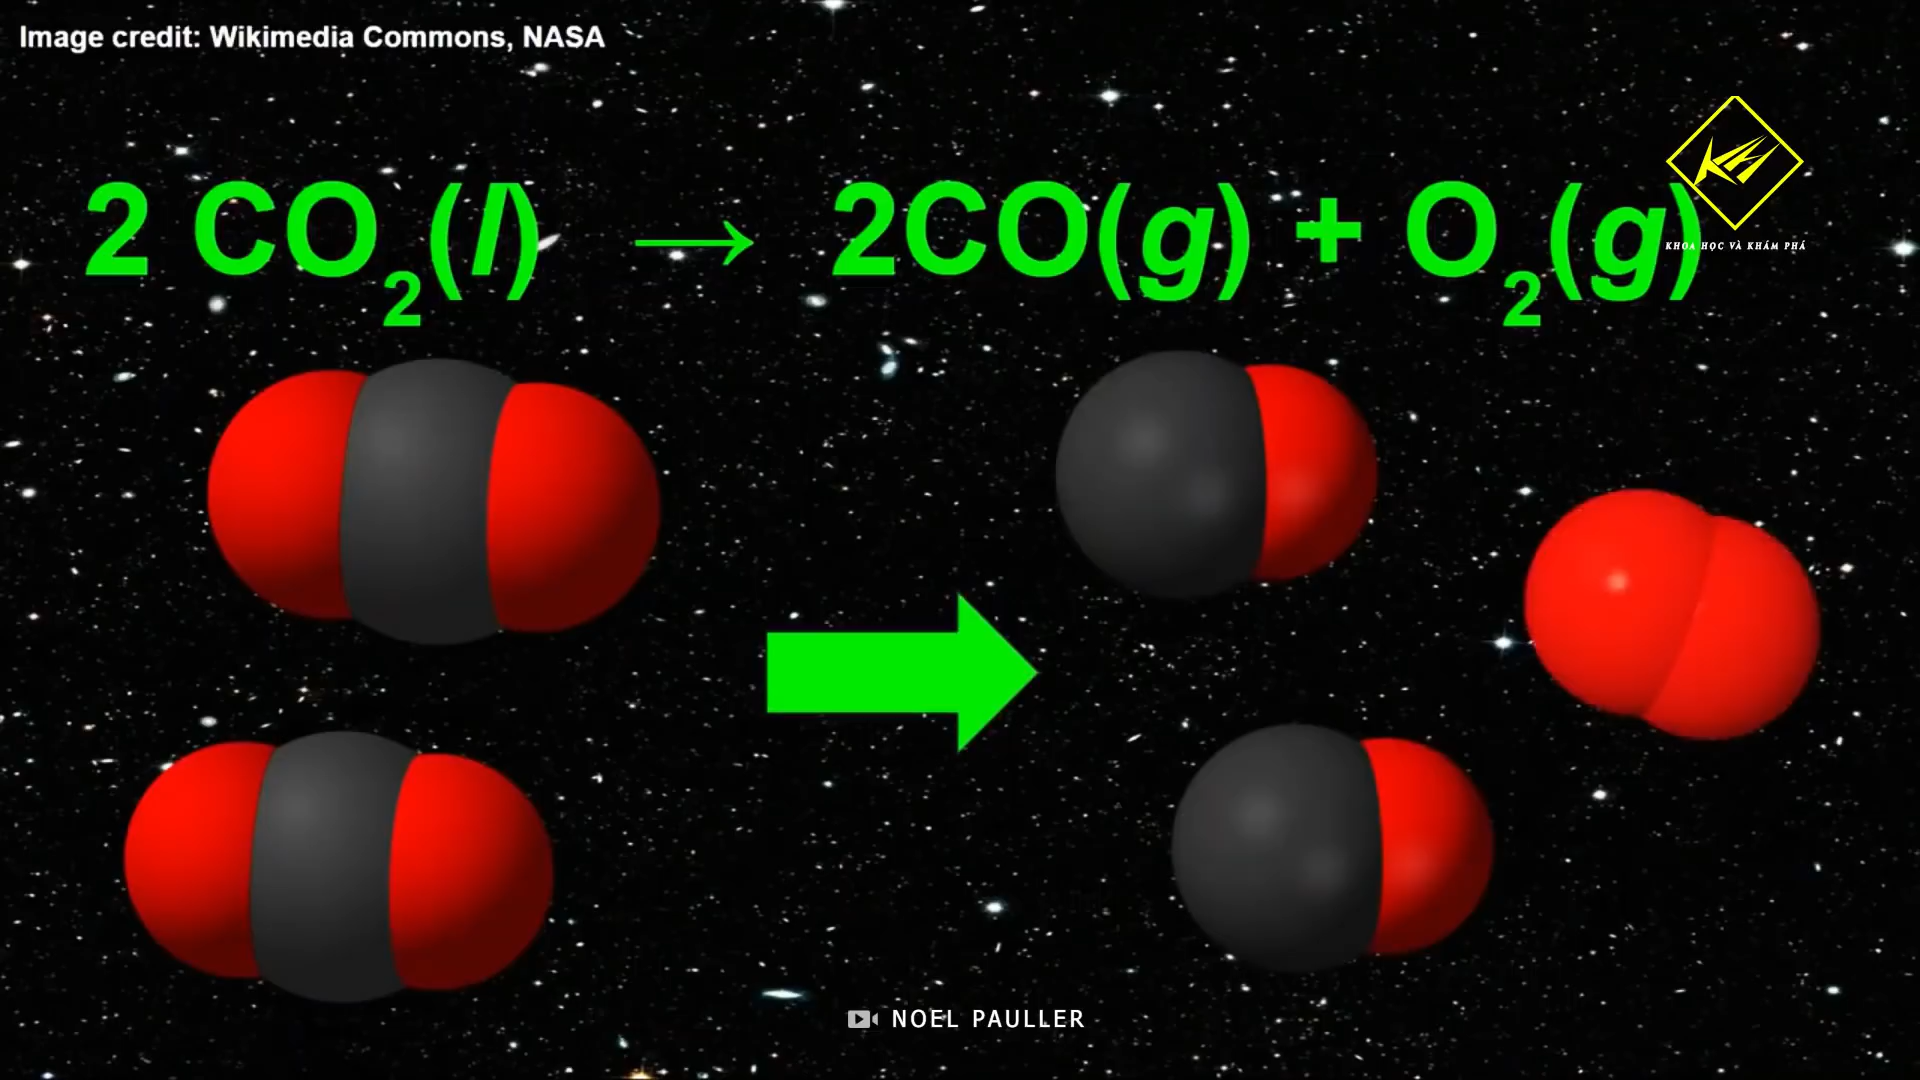 Image credit: Wikimedia Commons, NASA
2 CO₂(l) → 2CO(g) + O₂(g)
KHOA HỌC VÀ KHÁM PHÁ
NOEL PAULLER